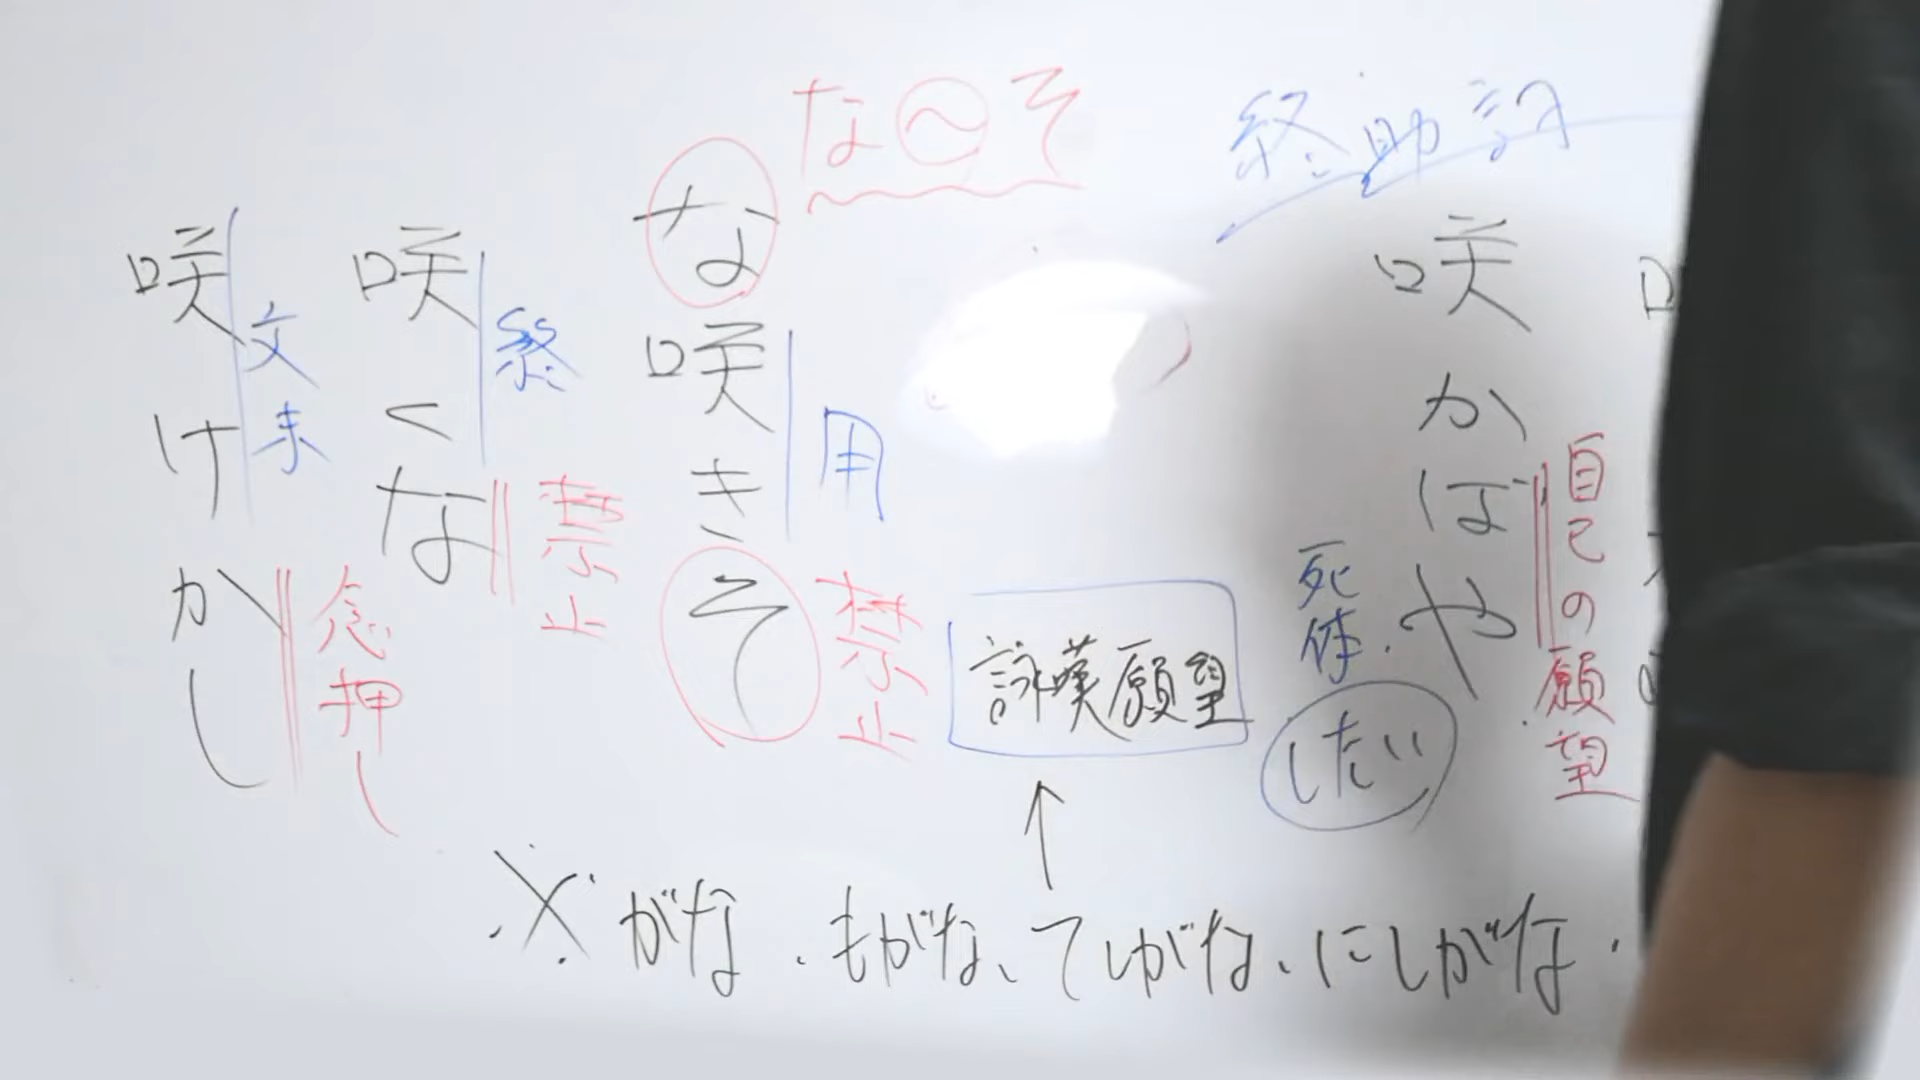 終助詞
咲かばや
自己の願望
死体
したい
な〜そ
な咲きそ
用
禁止
詠嘆願望
咲くな
終
禁止
咲けかし
文末
念押し
↑
※がな、もがな、てしがな、にしがな、